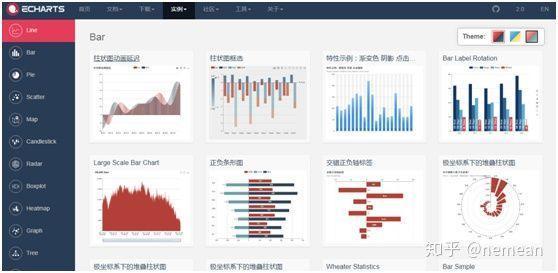 ECHARTS 首页 文档 下载 实例 社区 工具 关于 2.0 EN
Line
Bar
Pie
Scatter
Map
Candlestick
Radar
Boxplot
Heatmap
Graph
Tree
Bar
Theme:
柱状图动画延迟 柱状图框选 特性示例：渐变色 阴影 点击... Bar Label Rotation
Large Scale Bar Chart 正负条形图 交错正负轴标签 极坐标系下的堆叠柱状图
极坐标系下的堆叠柱状图 极坐标系下的堆叠柱状图 Wheater Statistics Bar Simple
知乎 @nemean